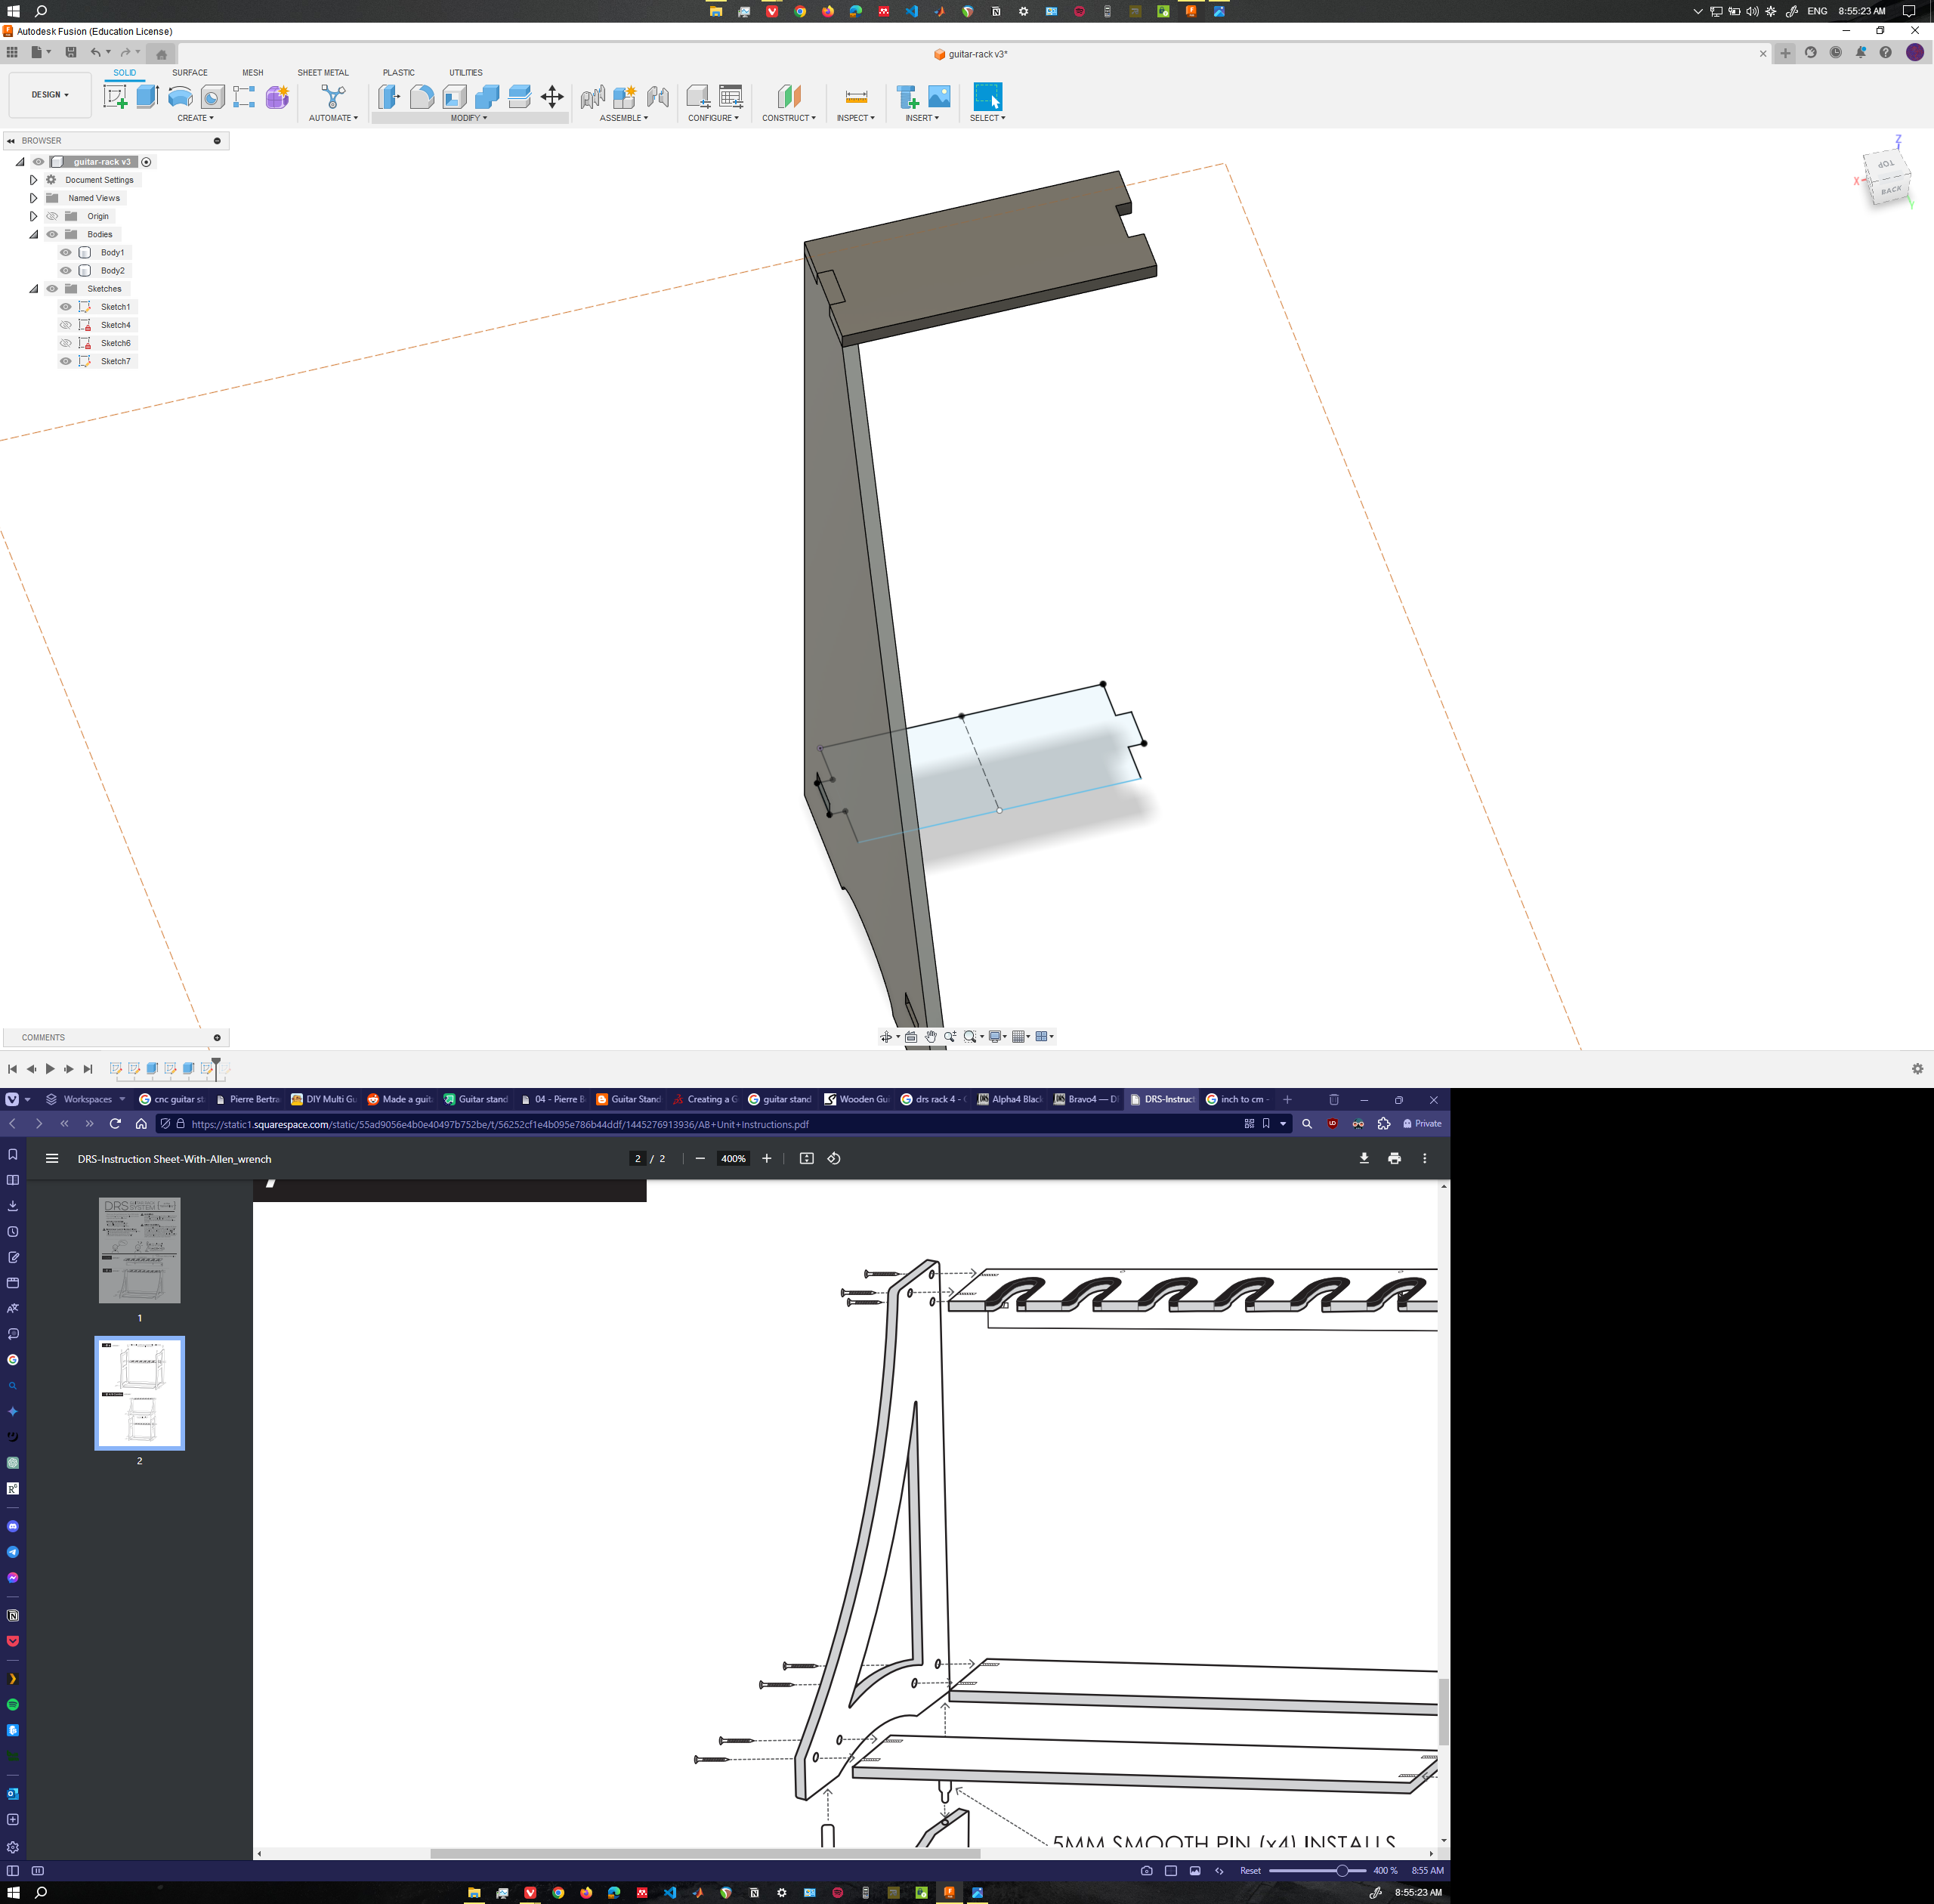 ENG 8:55:23 AM
Autodesk Fusion (Education License)
guitar-rack v3*
DESIGN
SOLID SURFACE MESH SHEET METAL PLASTIC UTILITIES
CREATE AUTOMATE MODIFY ASSEMBLE CONFIGURE CONSTRUCT INSPECT INSERT SELECT
BROWSER
guitar-rack v3
Document Settings
Named Views
Origin
Bodies
Body1
Body2
Sketches
Sketch1
Sketch4
Sketch6
Sketch7
Z
TOP
X
BACK
Y
COMMENTS
Workspaces
cnc guitar st
Pierre Bertra
DIY Multi Gu
Made a guit
Guitar stand
04 - Pierre B
Guitar Stand
Creating a G
guitar stand
Wooden Gui
drs rack 4 -
Alpha4 Blac
Bravo4 — D
DRS-Instruct
inch to cm -
https://static1.squarespace.com/static/55ad9056e4b0e40497b752be/t/56252cf1e4b095e786b44ddf/1445276913936/AB+Unit+Instructions.pdf
Private
DRS-Instruction Sheet-With-Allen_wrench
2 / 2
400%
1
2
5MM SMOOTH PIN (x4) INSTALLS
Reset 400 % 8:55 AM
8:55:23 AM